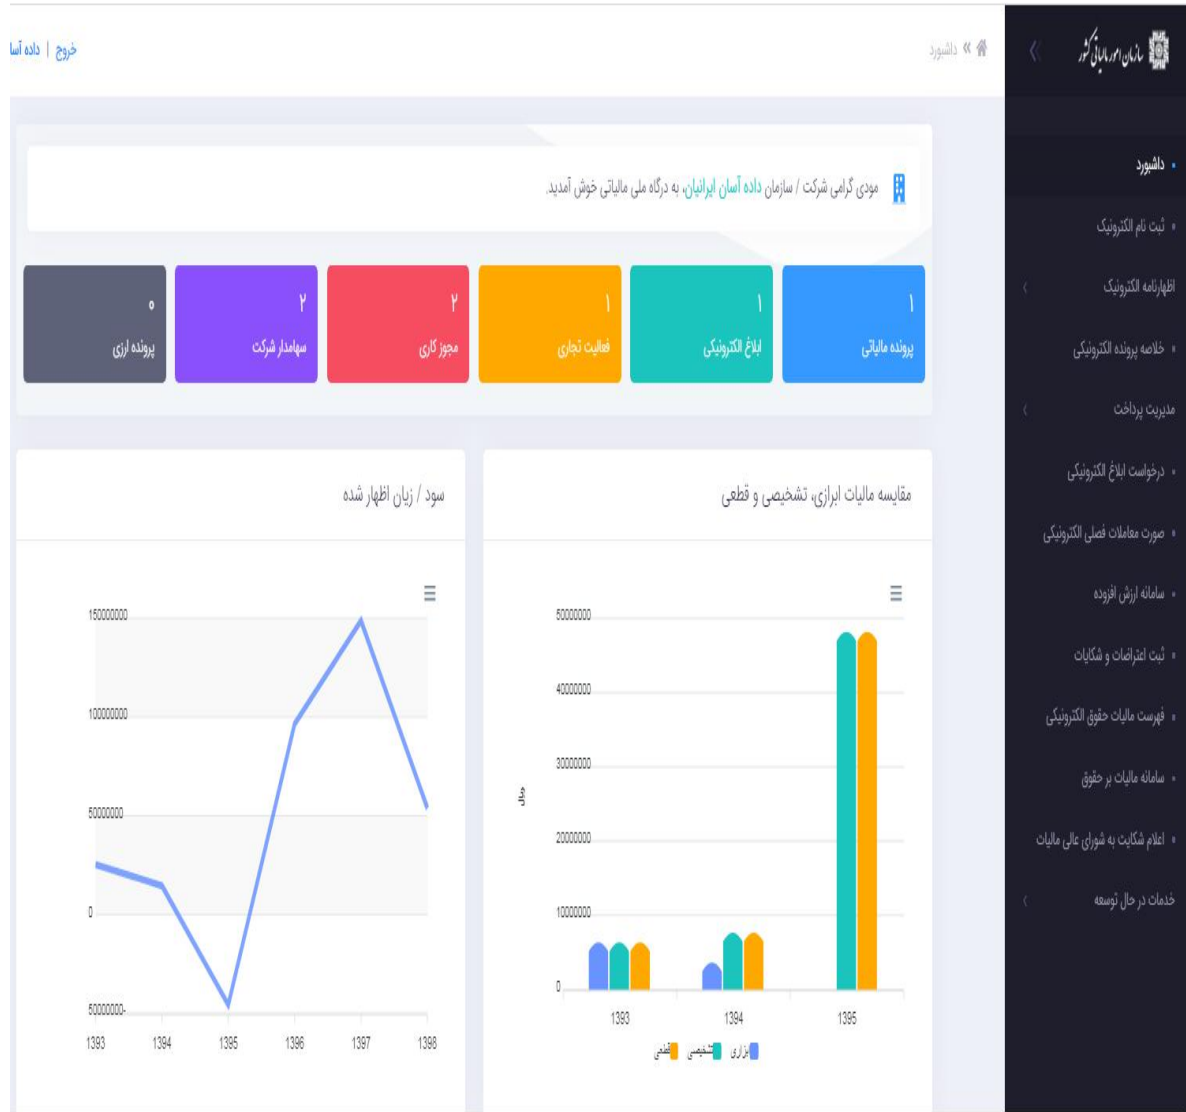 سازمان امور مالیاتی کشور
داشبورد
خروج | داده آسا
داشبورد
ثبت نام الکترونیک
اظهارنامه الکترونیک
خلاصه پرونده الکترونیکی
مدیریت پرداخت
درخواست ابلاغ الکترونیکی
صورت معاملات فصلی الکترونیکی
سامانه ارزش افزوده
ثبت اعتراضات و شکایات
فهرست مالیات حقوق الکترونیکی
سامانه مالیات بر حقوق
اعلام شکایت به شورای عالی مالیات
خدمات در حال توسعه
مودی گرامی شرکت / سازمان داده آسان ایرانیان، به درگاه ملی مالیاتی خوش آمدید.
۱
پرونده مالیاتی
۱
ابلاغ الکترونیکی
۱
فعالیت تجاری
۲
مجوز کاری
۲
سهامدار شرکت
۰
پرونده ارزی
مقایسه مالیات ابرازی، تشخیصی و قطعی
50000000
40000000
30000000
20000000
10000000
0
ریال
1393 1394 1395
ابزاری تشخیصی قطعی
سود / زیان اظهار شده
150000000
100000000
50000000
0
50000000-
1393 1394 1395 1396 1397 1398